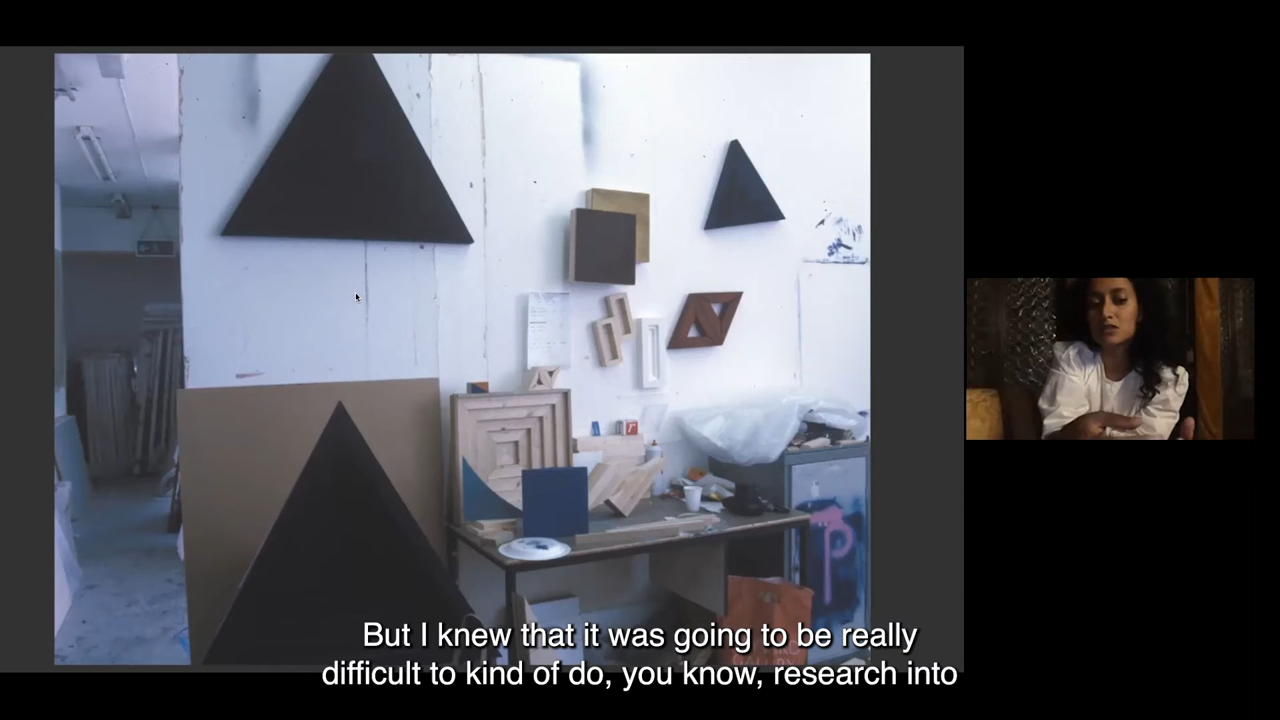 But I knew that it was going to be really
difficult to kind of do, you know, research into